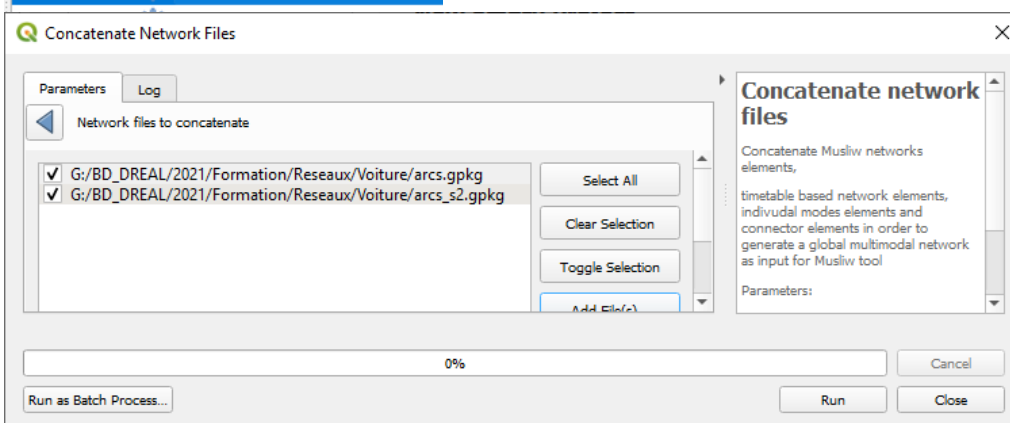 Concatenate Network Files
Parameters
Log
Network files to concatenate
G:/BD_DREAL/2021/Formation/Reseaux/Voiture/arcs.gpkg
G:/BD_DREAL/2021/Formation/Reseaux/Voiture/arcs_s2.gpkg
Select All
Clear Selection
Toggle Selection
Add File(s)...
Concatenate network
files
Concatenate Musliw networks
elements,
timetable based network elements,
indivudal modes elements and
connector elements in order to
generate a global multimodal network
as input for Musliw tool
Parameters:
0%
Cancel
Run as Batch Process...
Run
Close